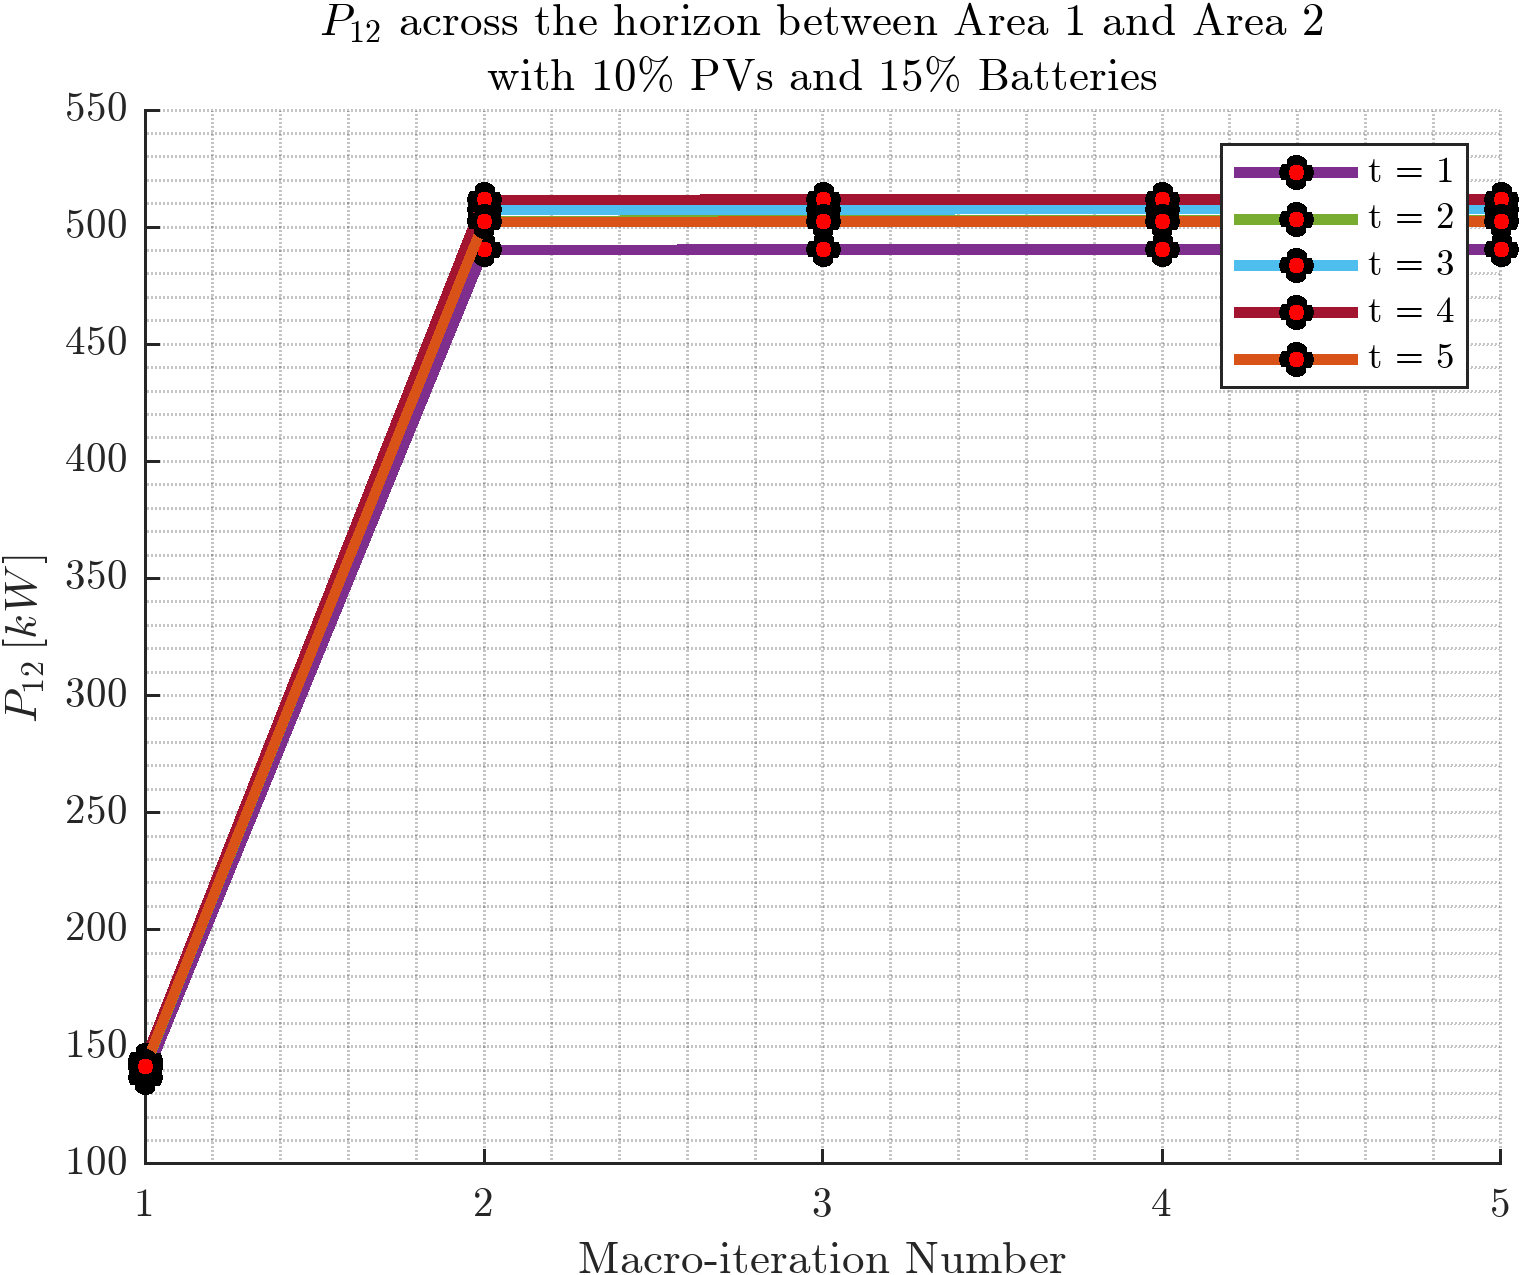 P₁₂ across the horizon between Area 1 and Area 2
with 10% PVs and 15% Batteries
550
500
450
400
350
300
250
200
150
100
P₁₂ [kW]
t = 1
t = 2
t = 3
t = 4
t = 5
1 2 3 4 5
Macro-iteration Number